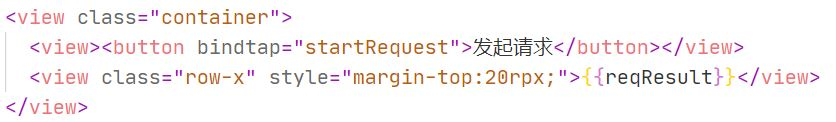 <view class="container">
  <view><button bindtap="startRequest">发起请求</button></view>
  <view class="row-x" style="margin-top:20rpx;">{{reqResult}}</view>
</view>